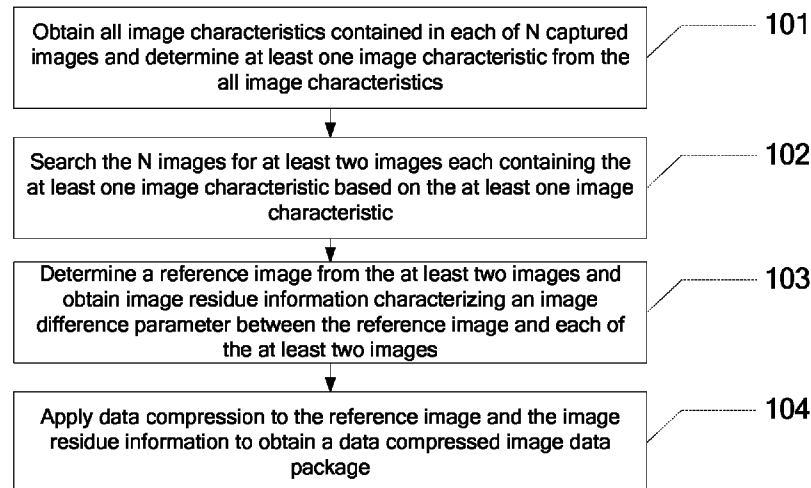 Obtain all image characteristics contained in each of N captured
images and determine at least one image characteristic from the
all image characteristics
101
Search the N images for at least two images each containing the
at least one image characteristic based on the at least one image
characteristic
102
Determine a reference image from the at least two images and
obtain image residue information characterizing an image
difference parameter between the reference image and each of
the at least two images
103
Apply data compression to the reference image and the image
residue information to obtain a data compressed image data
package
104